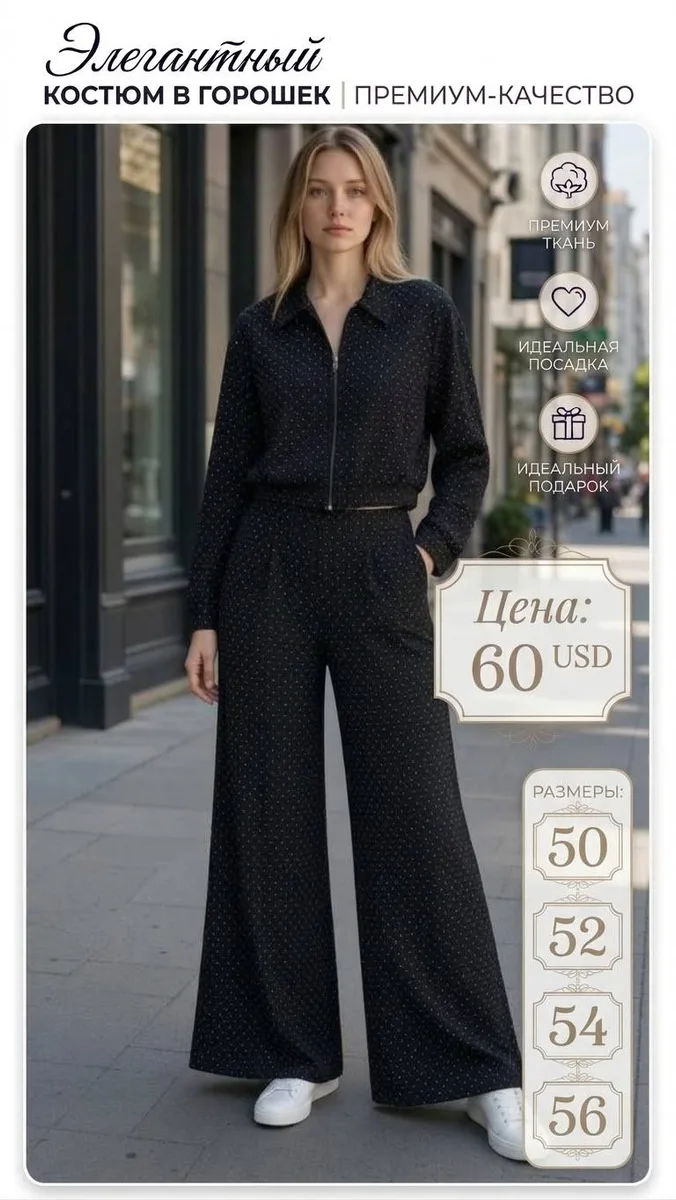 Элегантный
КОСТЮМ В ГОРОШЕК | ПРЕМИУМ-КАЧЕСТВО
ПРЕМИУМ
ТКАНЬ
ИДЕАЛЬНАЯ
ПОСАДКА
ИДЕАЛЬНЫЙ
ПОДАРОК
Цена:
60 USD
РАЗМЕРЫ:
50
52
54
56